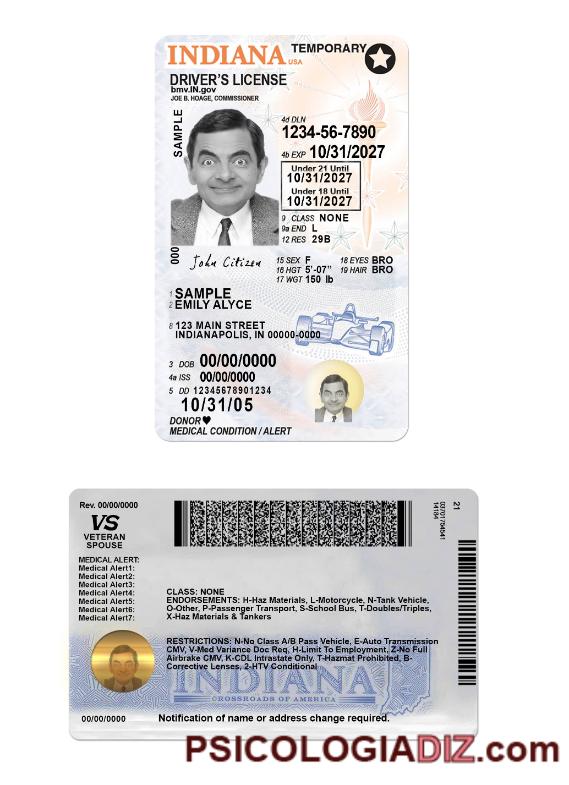 INDIANA USA TEMPORARY
DRIVER'S LICENSE
bmv.IN.gov
JOE B. HOAGE, COMMISSIONER
SAMPLE
4d DLN
1234-56-7890
4b EXP 10/31/2027
Under 21 Until
10/31/2027
Under 18 Until
10/31/2027
9 CLASS NONE
9a END L
12 RES 29B
000
John Citizen
15 SEX F 18 EYES BRO
16 HGT 5'-07" 19 HAIR BRO
17 WGT 150 lb
1 SAMPLE
2 EMILY ALYCE
8 123 MAIN STREET
INDIANAPOLIS, IN 00000-0000
3 DOB 00/00/0000
4a ISS 00/00/0000
5 DD 12345678901234
10/31/05
DONOR♥
MEDICAL CONDITION / ALERT
Rev. 00/00/0000
VS
VETERAN
SPOUSE
21
MEDICAL ALERT:
Medical Alert1:
Medical Alert2:
Medical Alert3:
Medical Alert4:
Medical Alert5:
Medical Alert6:
Medical Alert7:
CLASS: NONE
ENDORSEMENTS: H-Haz Materials, L-Motorcycle, N-Tank Vehicle,
O-Other, P-Passenger Transport, S-School Bus, T-Doubles/Triples,
X-Haz Materials & Tankers
RESTRICTIONS: N-No Class A/B Pass Vehicle, E-Auto Transmission
CMV, V-Med Variance Doc Req, H-Limit To Employment, Z-No Full
Airbrake CMV, K-CDL Intrastate Only, T-Hazmat Prohibited, B-
Corrective Lenses, 2-HTV Conditional
INDIANA
CROSSROADS OF AMERICA
00/00/0000
Notification of name or address change required.
PSICOLOGIADIZ.com